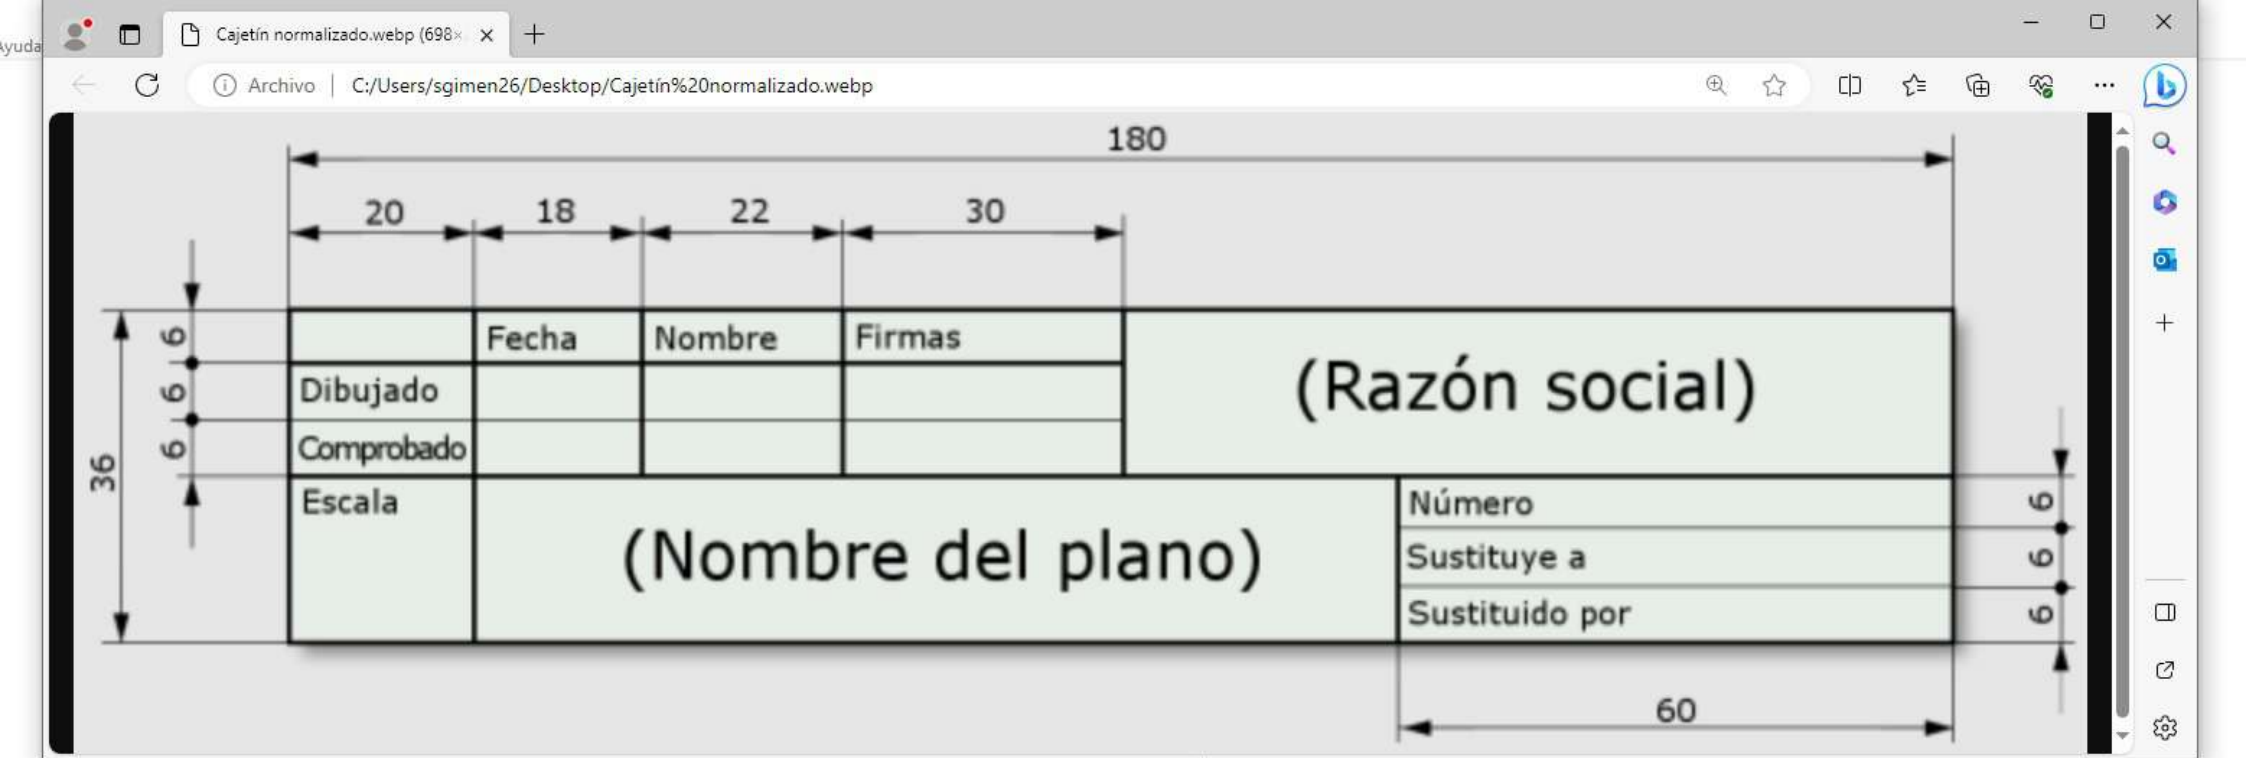 Ayuda
Cajetín normalizado.webp (698×
Archivo C:/Users/sgimen26/Desktop/Cajetín%20normalizado.webp
180
20 18 22 30
6
6
6
36
Fecha Nombre Firmas
Dibujado
Comprobado
(Razón social)
Escala
(Nombre del plano)
Número
Sustituye a
Sustituido por
6
6
6
60